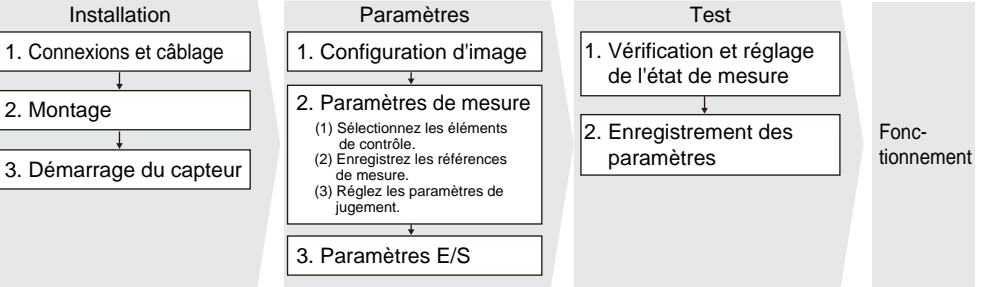 Installation
1. Connexions et câblage
2. Montage
3. Démarrage du capteur
Paramètres
1. Configuration d'image
2. Paramètres de mesure
(1) Sélectionnez les éléments
de contrôle.
(2) Enregistrez les références
de mesure.
(3) Réglez les paramètres de
jugement.
3. Paramètres E/S
Test
1. Vérification et réglage
de l'état de mesure
2. Enregistrement des
paramètres
Fonc-
tionnement